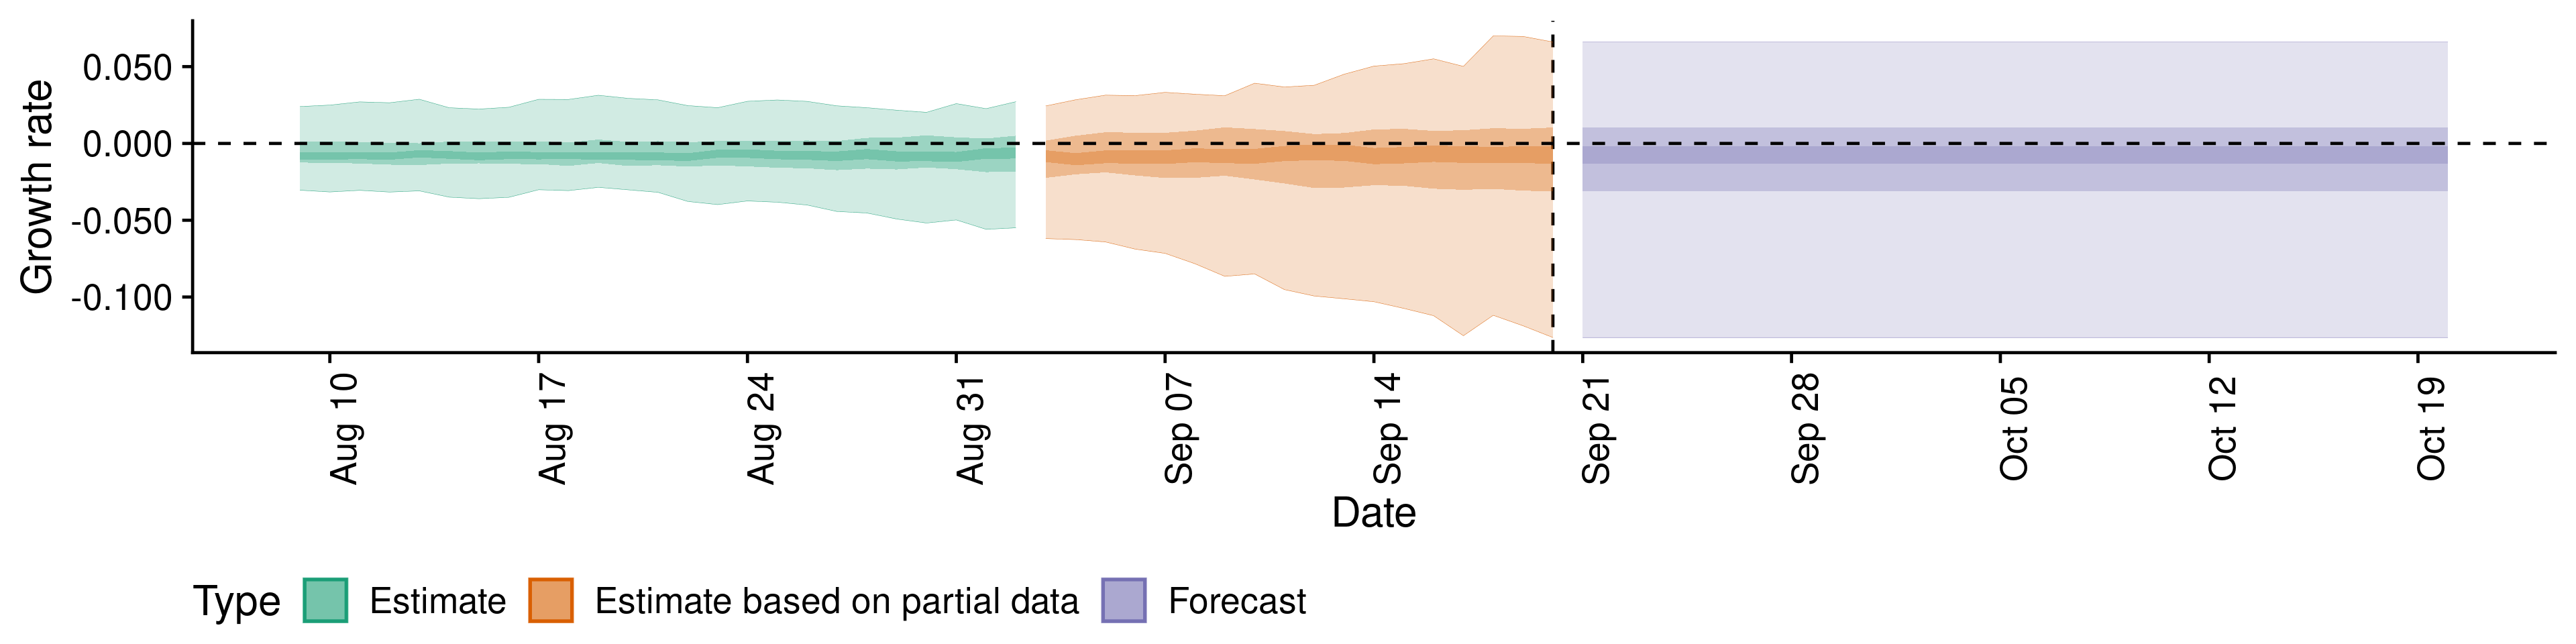 Growth rate
0.050
0.000
-0.050
-0.100
Aug 10
Aug 17
Aug 24
Aug 31
Sep 07
Sep 14
Sep 21
Sep 28
Oct 05
Oct 12
Oct 19
Date
Type Estimate Estimate based on partial data Forecast